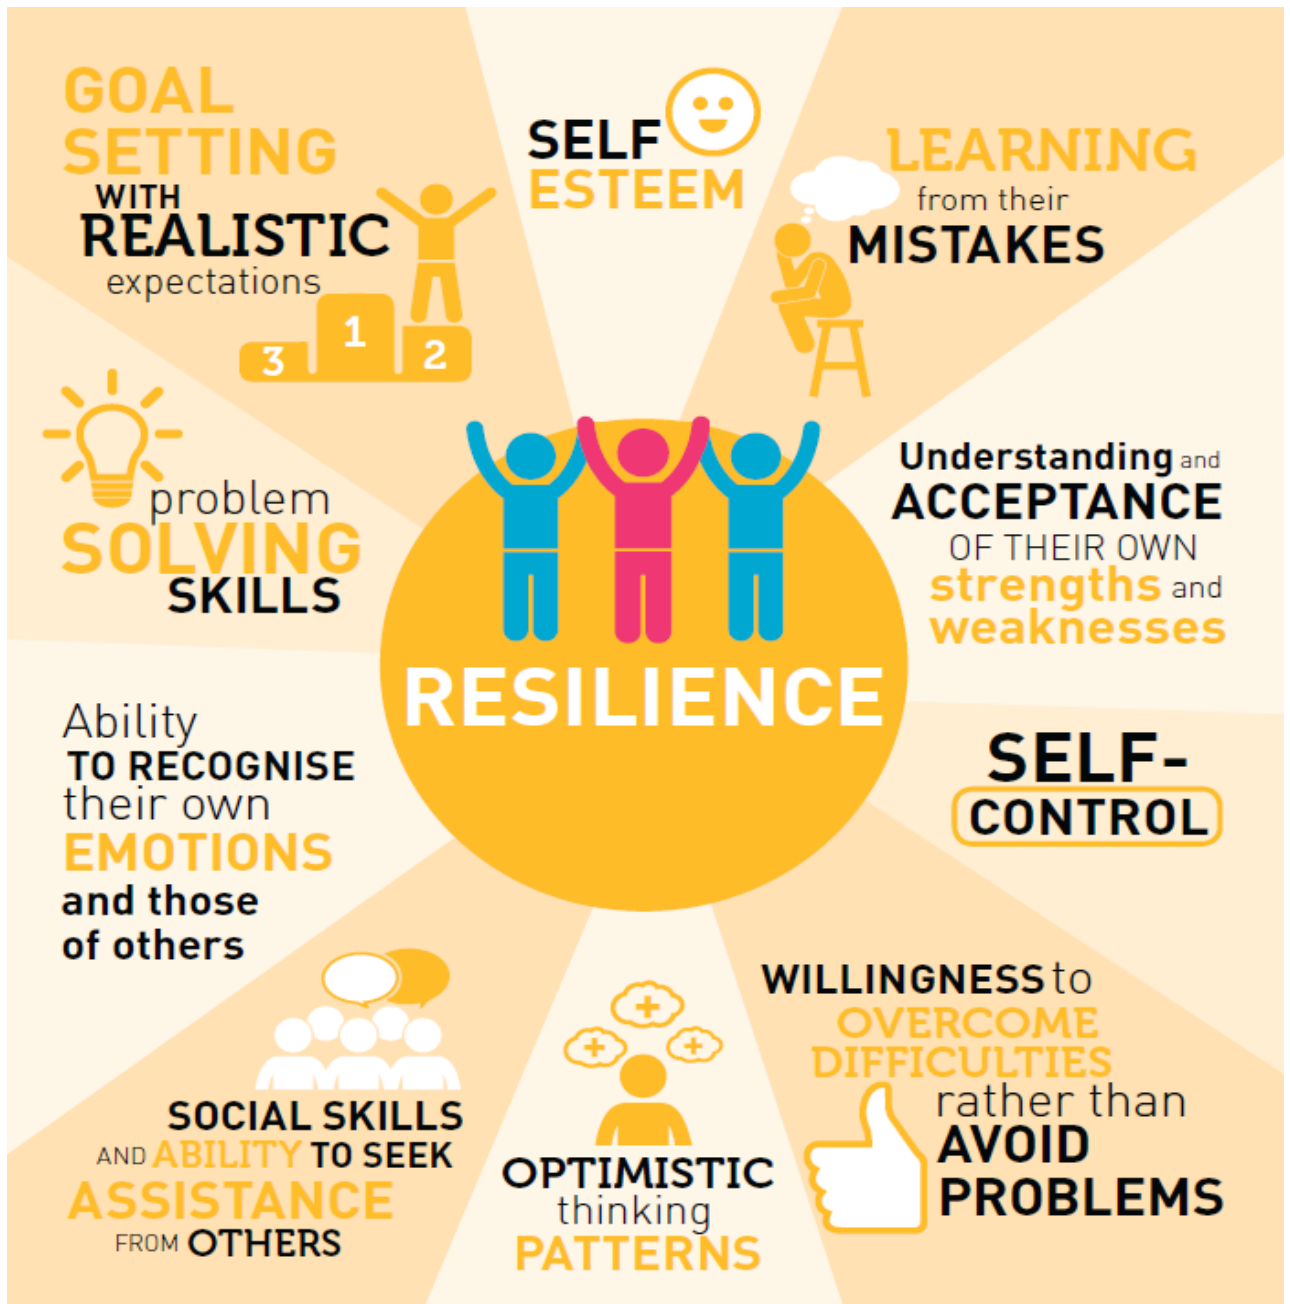 GOAL
SETTING
WITH
REALISTIC
expectations
1
2
3
SELF
ESTEEM
LEARNING
from their
MISTAKES
Understanding and
ACCEPTANCE
OF THEIR OWN
strengths and
weaknesses
SELF-
CONTROL
WILLINGNESS to
OVERCOME
DIFFICULTIES
rather than
AVOID
PROBLEMS
OPTIMISTIC
thinking
PATTERNS
SOCIAL SKILLS
AND ABILITY TO SEEK
ASSISTANCE
FROM OTHERS
Ability
TO RECOGNISE
their own
EMOTIONS
and those
of others
problem
SOLVING
SKILLS
RESILIENCE